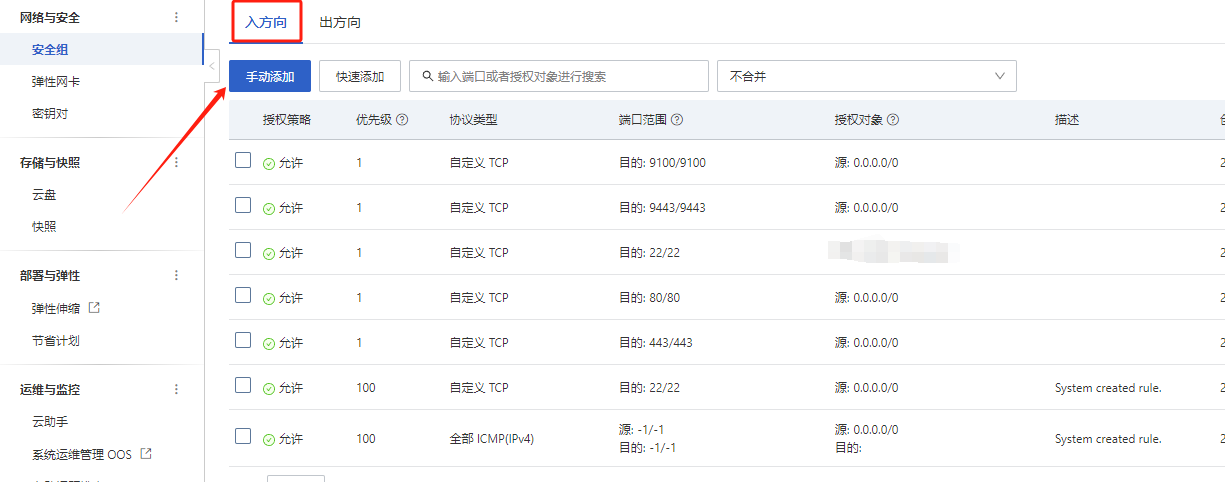 网络与安全
安全组
弹性网卡
密钥对
存储与快照
云盘
快照
部署与弹性
弹性伸缩
节省计划
运维与监控
云助手
系统运维管理 OOS
入方向 出方向
手动添加 快速添加 输入端口或者授权对象进行搜索 不合并
授权策略 优先级 协议类型 端口范围 授权对象 描述
允许 1 自定义 TCP 目的: 9100/9100 源: 0.0.0.0/0 2
允许 1 自定义 TCP 目的: 9443/9443 源: 0.0.0.0/0 2
允许 1 自定义 TCP 目的: 22/22 2
允许 1 自定义 TCP 目的: 80/80 源: 0.0.0.0/0 2
允许 1 自定义 TCP 目的: 443/443 源: 0.0.0.0/0 2
允许 100 自定义 TCP 目的: 22/22 源: 0.0.0.0/0 System created rule. 2
允许 100 全部 ICMP(IPv4) 源: -1/-1 源: 0.0.0.0/0 System created rule. 2
目的: -1/-1 目的: